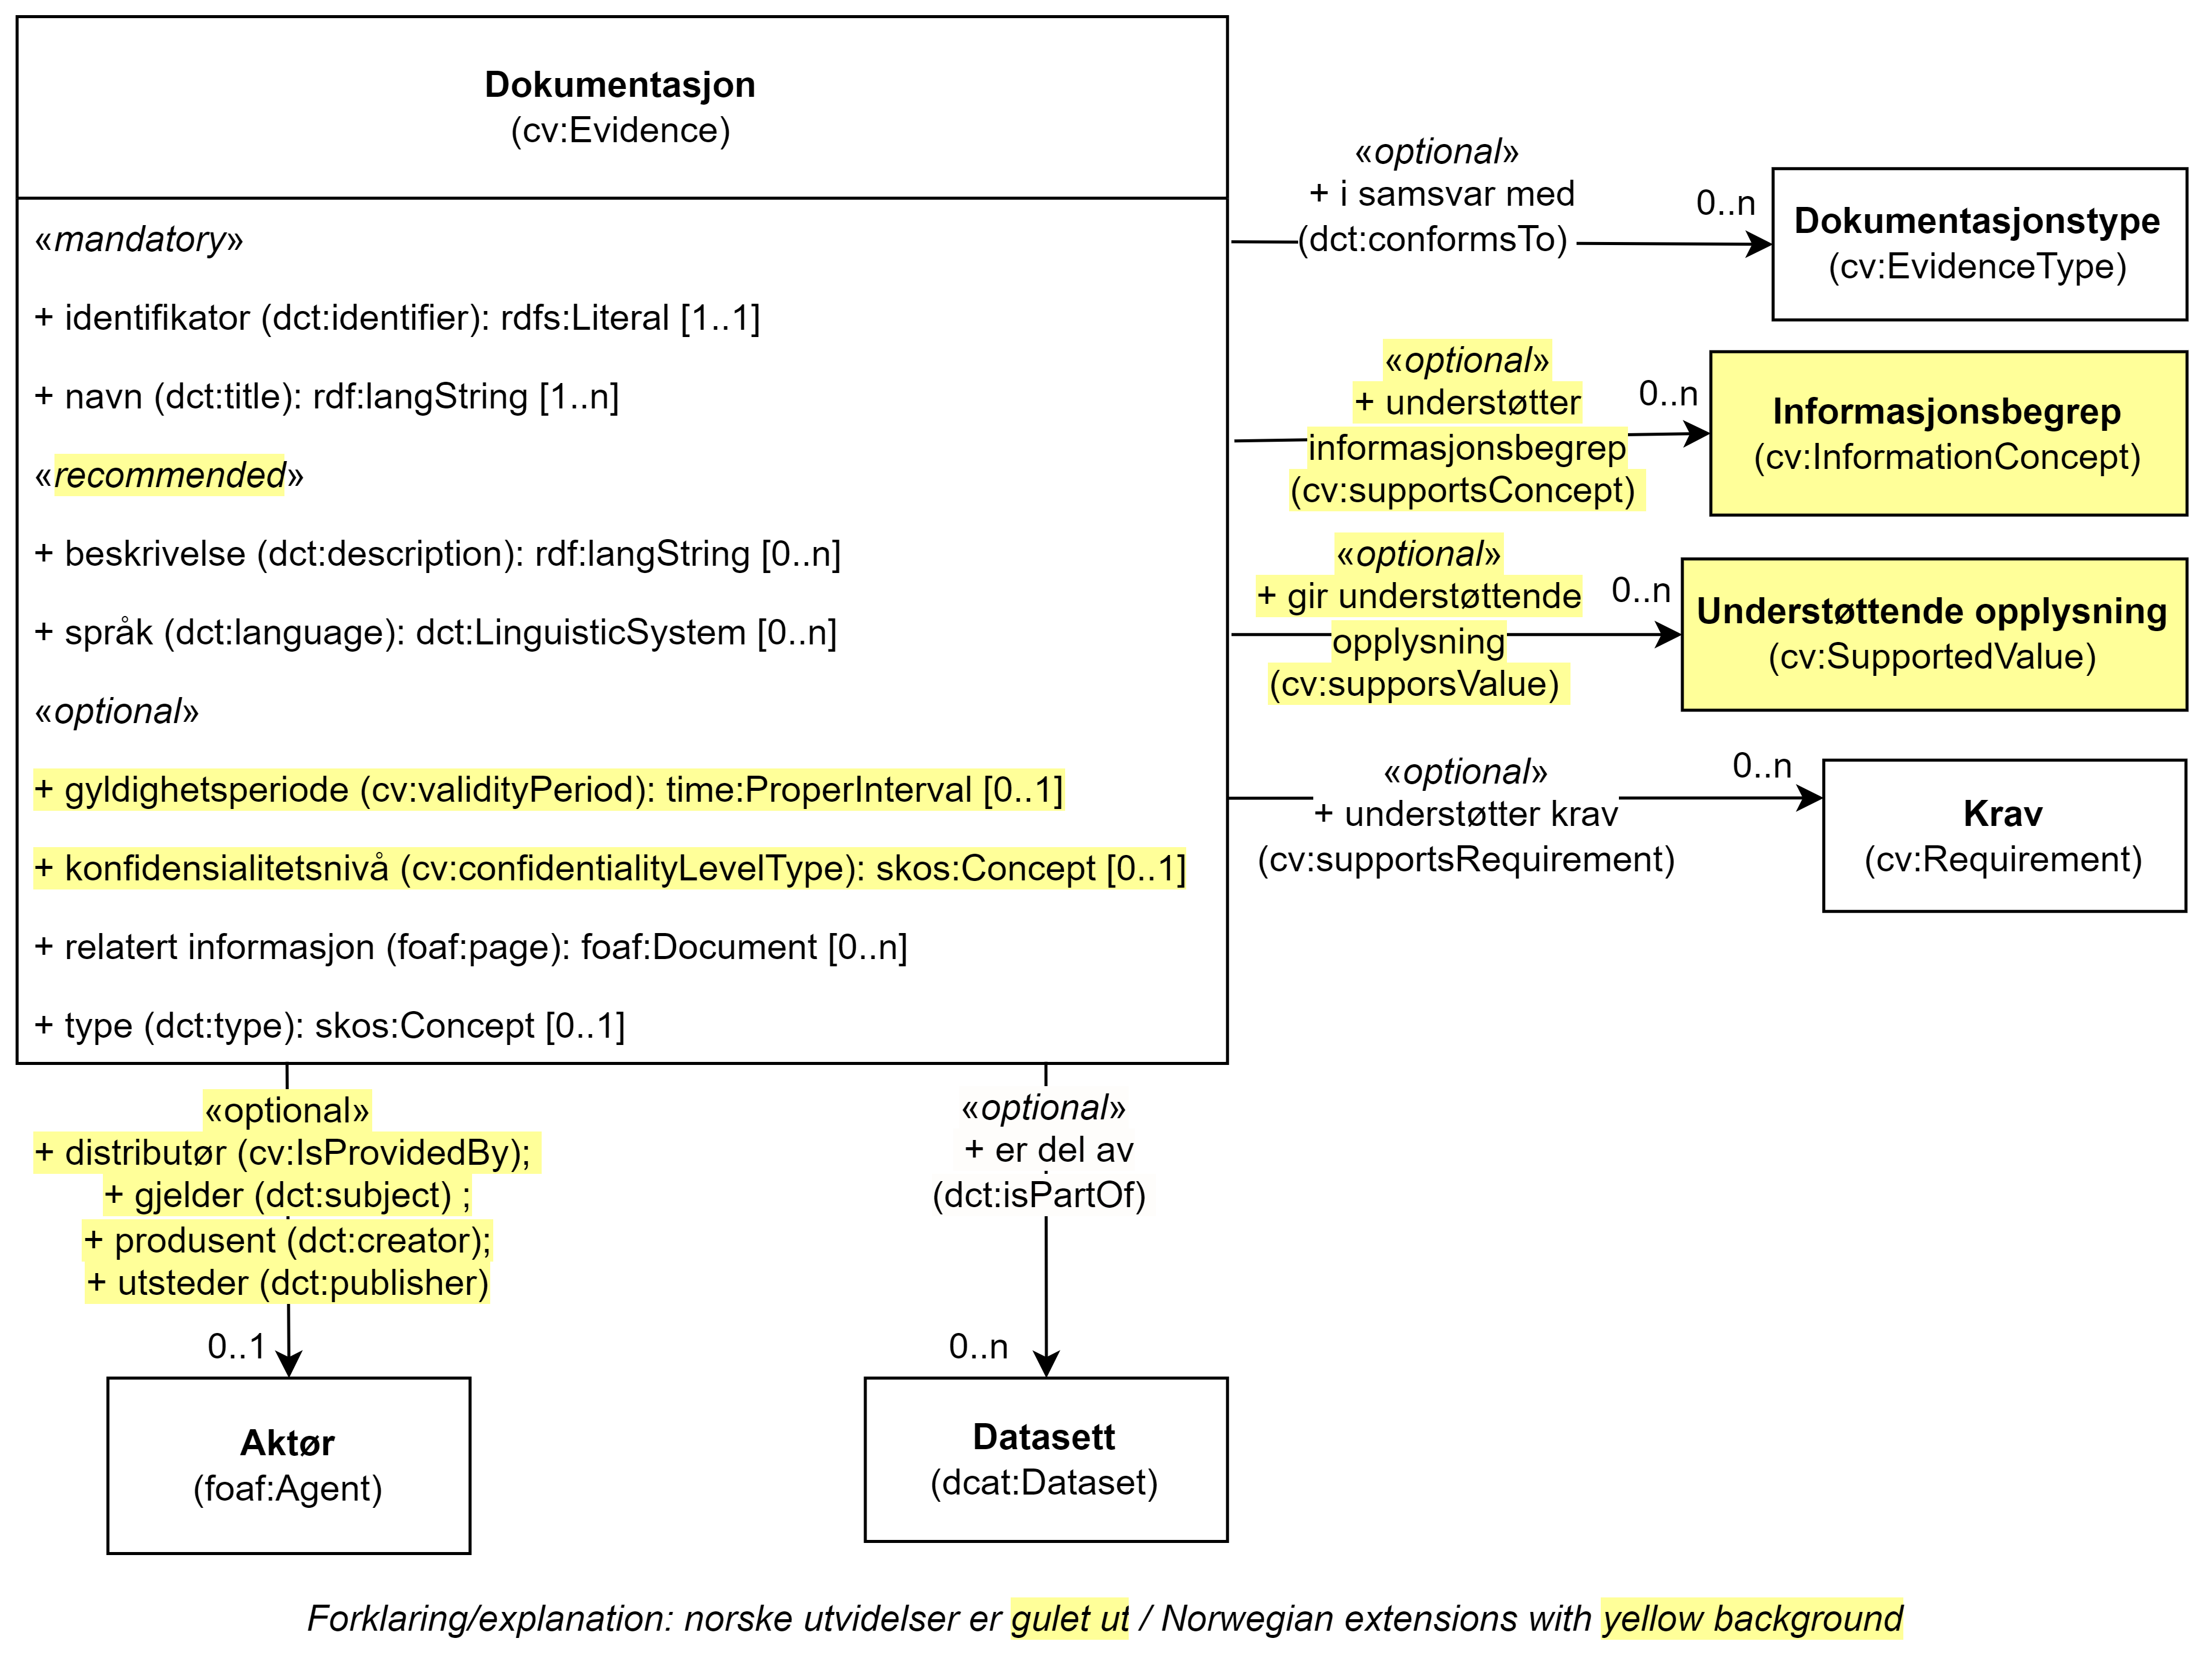 Dokumentasjon
(cv:Evidence)
«mandatory»
+ identifikator (dct:identifier): rdfs:Literal [1..1]
+ navn (dct:title): rdf:langString [1..n]
«recommended»
+ beskrivelse (dct:description): rdf:langString [0..n]
+ språk (dct:language): dct:LinguisticSystem [0..n]
«optional»
+ gyldighetsperiode (cv:validityPeriod): time:ProperInterval [0..1]
+ konfidensialitetsnivå (cv:confidentialityLevelType): skos:Concept [0..1]
+ relatert informasjon (foaf:page): foaf:Document [0..n]
+ type (dct:type): skos:Concept [0..1]
«optional»
+ i samsvar med
(dct:conformsTo)
0..n
Dokumentasjonstype
(cv:EvidenceType)
«optional»
+ understøtter
informasjonsbegrep
(cv:supportsConcept)
0..n
Informasjonsbegrep
(cv:InformationConcept)
«optional»
+ gir understøttende
opplysning
(cv:supporsValue)
0..n
Understøttende opplysning
(cv:SupportedValue)
«optional»
+ understøtter krav
(cv:supportsRequirement)
0..n
Krav
(cv:Requirement)
«optional»
+ distributør (cv:IsProvidedBy);
+ gjelder (dct:subject) ;
+ produsent (dct:creator);
+ utsteder (dct:publisher)
0..1
Aktør
(foaf:Agent)
«optional»
+ er del av
(dct:isPartOf)
0..n
Datasett
(dcat:Dataset)
Forklaring/explanation: norske utvidelser er gulet ut / Norwegian extensions with yellow background